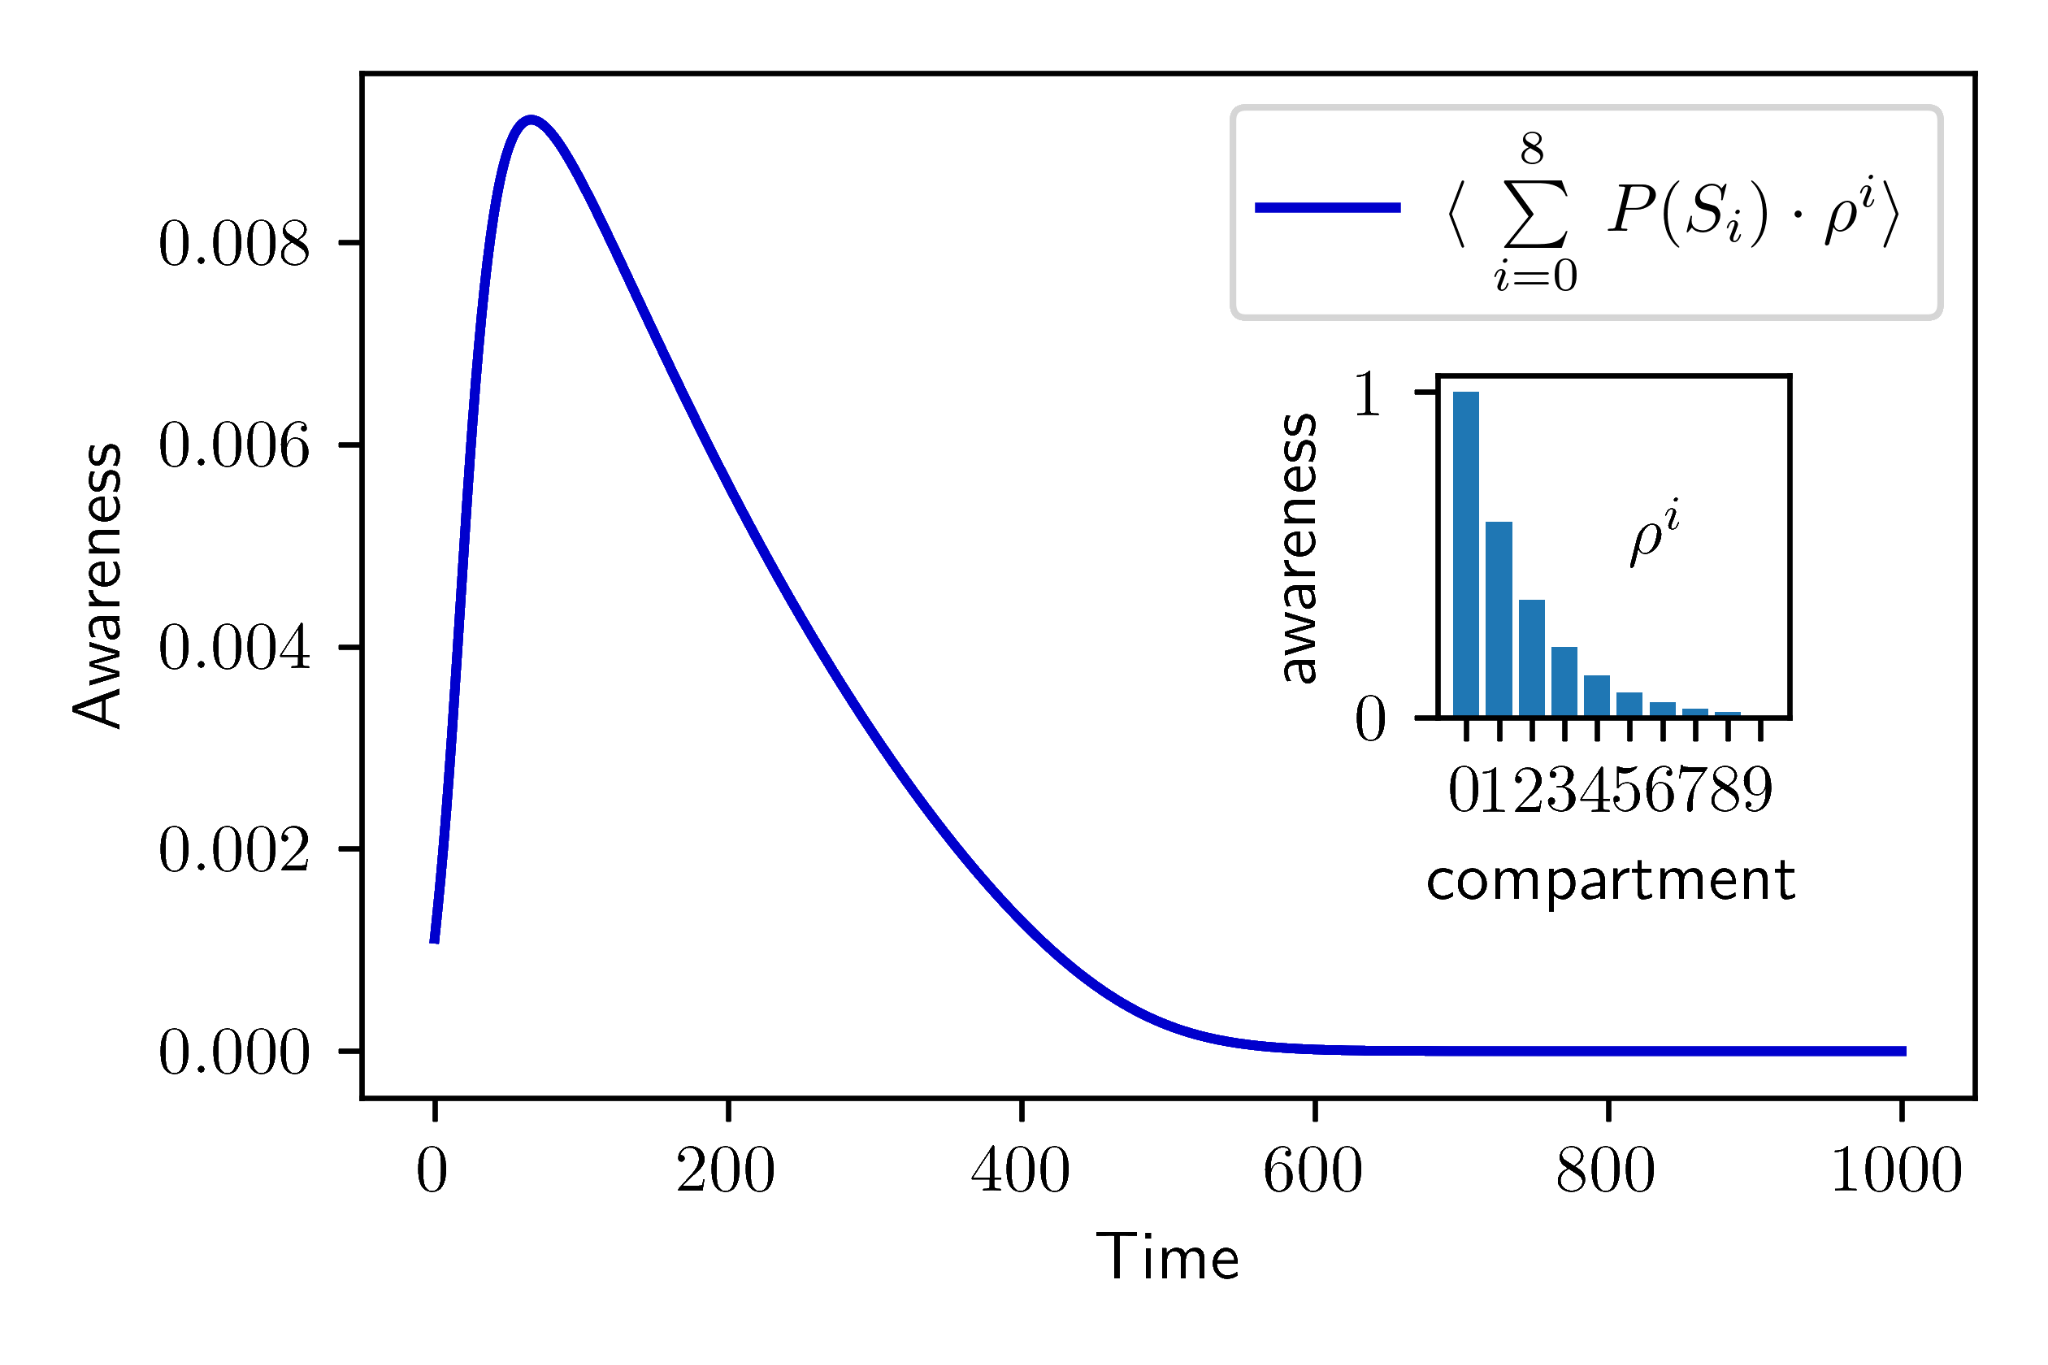 Awareness
0.008
0.006
0.004
0.002
0.000
0
200
400
600
800
1000
Time
⟨ ∑_{i=0}^{8} P(S_i) · ρ^i ⟩
awareness
1
0
ρ^i
0123456789
compartment